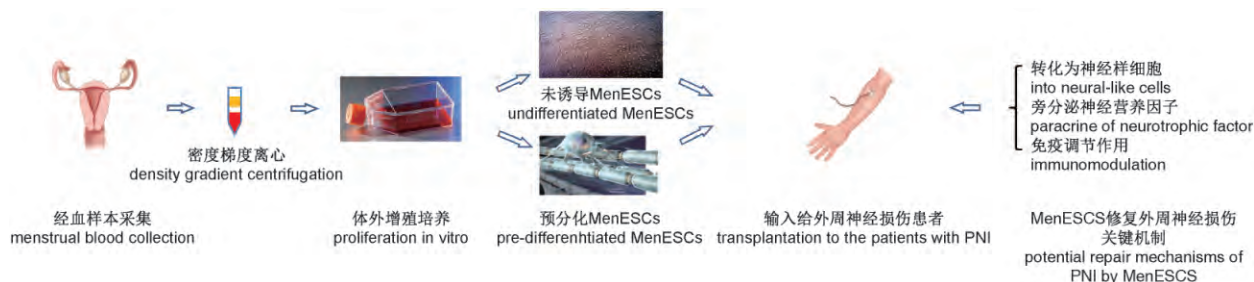 经血样本采集
menstrual blood collection
密度梯度离心
density gradient centrifugation
体外增殖培养
proliferation in vitro
未诱导MenESCs
undifferentiated MenESCs
预分化MenESCs
pre-differenhtiated MenESCs
输入给外周神经损伤患者
transplantation to the patients with PNI
转化为神经样细胞
into neural-like cells
旁分泌神经营养因子
paracrine of neurotrophic factor
免疫调节作用
immunomodulation
MenESCS修复外周神经损伤
关键机制
potential repair mechanisms of
PNI by MenESCS